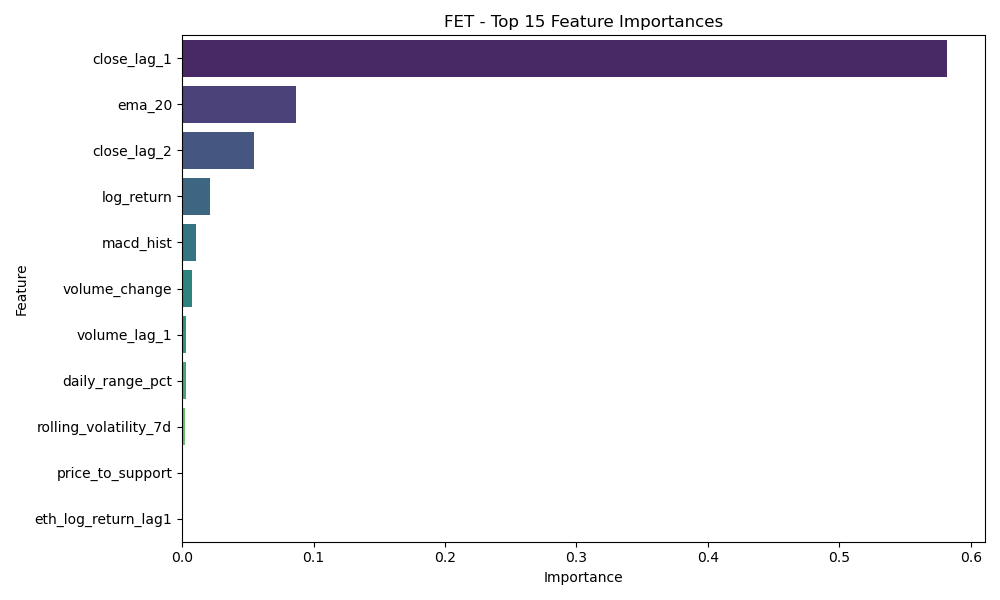 FET - Top 15 Feature Importances
close_lag_1
ema_20
close_lag_2
log_return
macd_hist
volume_change
volume_lag_1
daily_range_pct
rolling_volatility_7d
price_to_support
eth_log_return_lag1
Feature
0.0 0.1 0.2 0.3 0.4 0.5 0.6
Importance